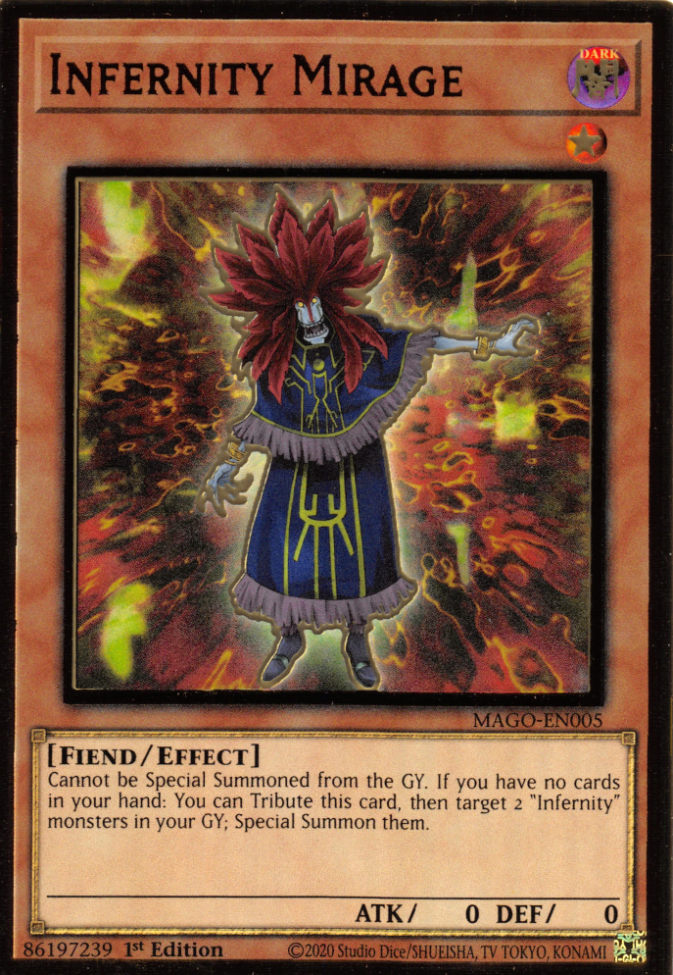 INFERNITY MIRAGE
DARK
MAGO-EN005
[FIEND/EFFECT]
Cannot be Special Summoned from the GY. If you have no cards
in your hand: You can Tribute this card, then target 2 "Infernity"
monsters in your GY; Special Summon them.
ATK/ 0 DEF/ 0
86197239 1st Edition ©2020 Studio Dice/SHUEISHA, TV TOKYO, KONAMI